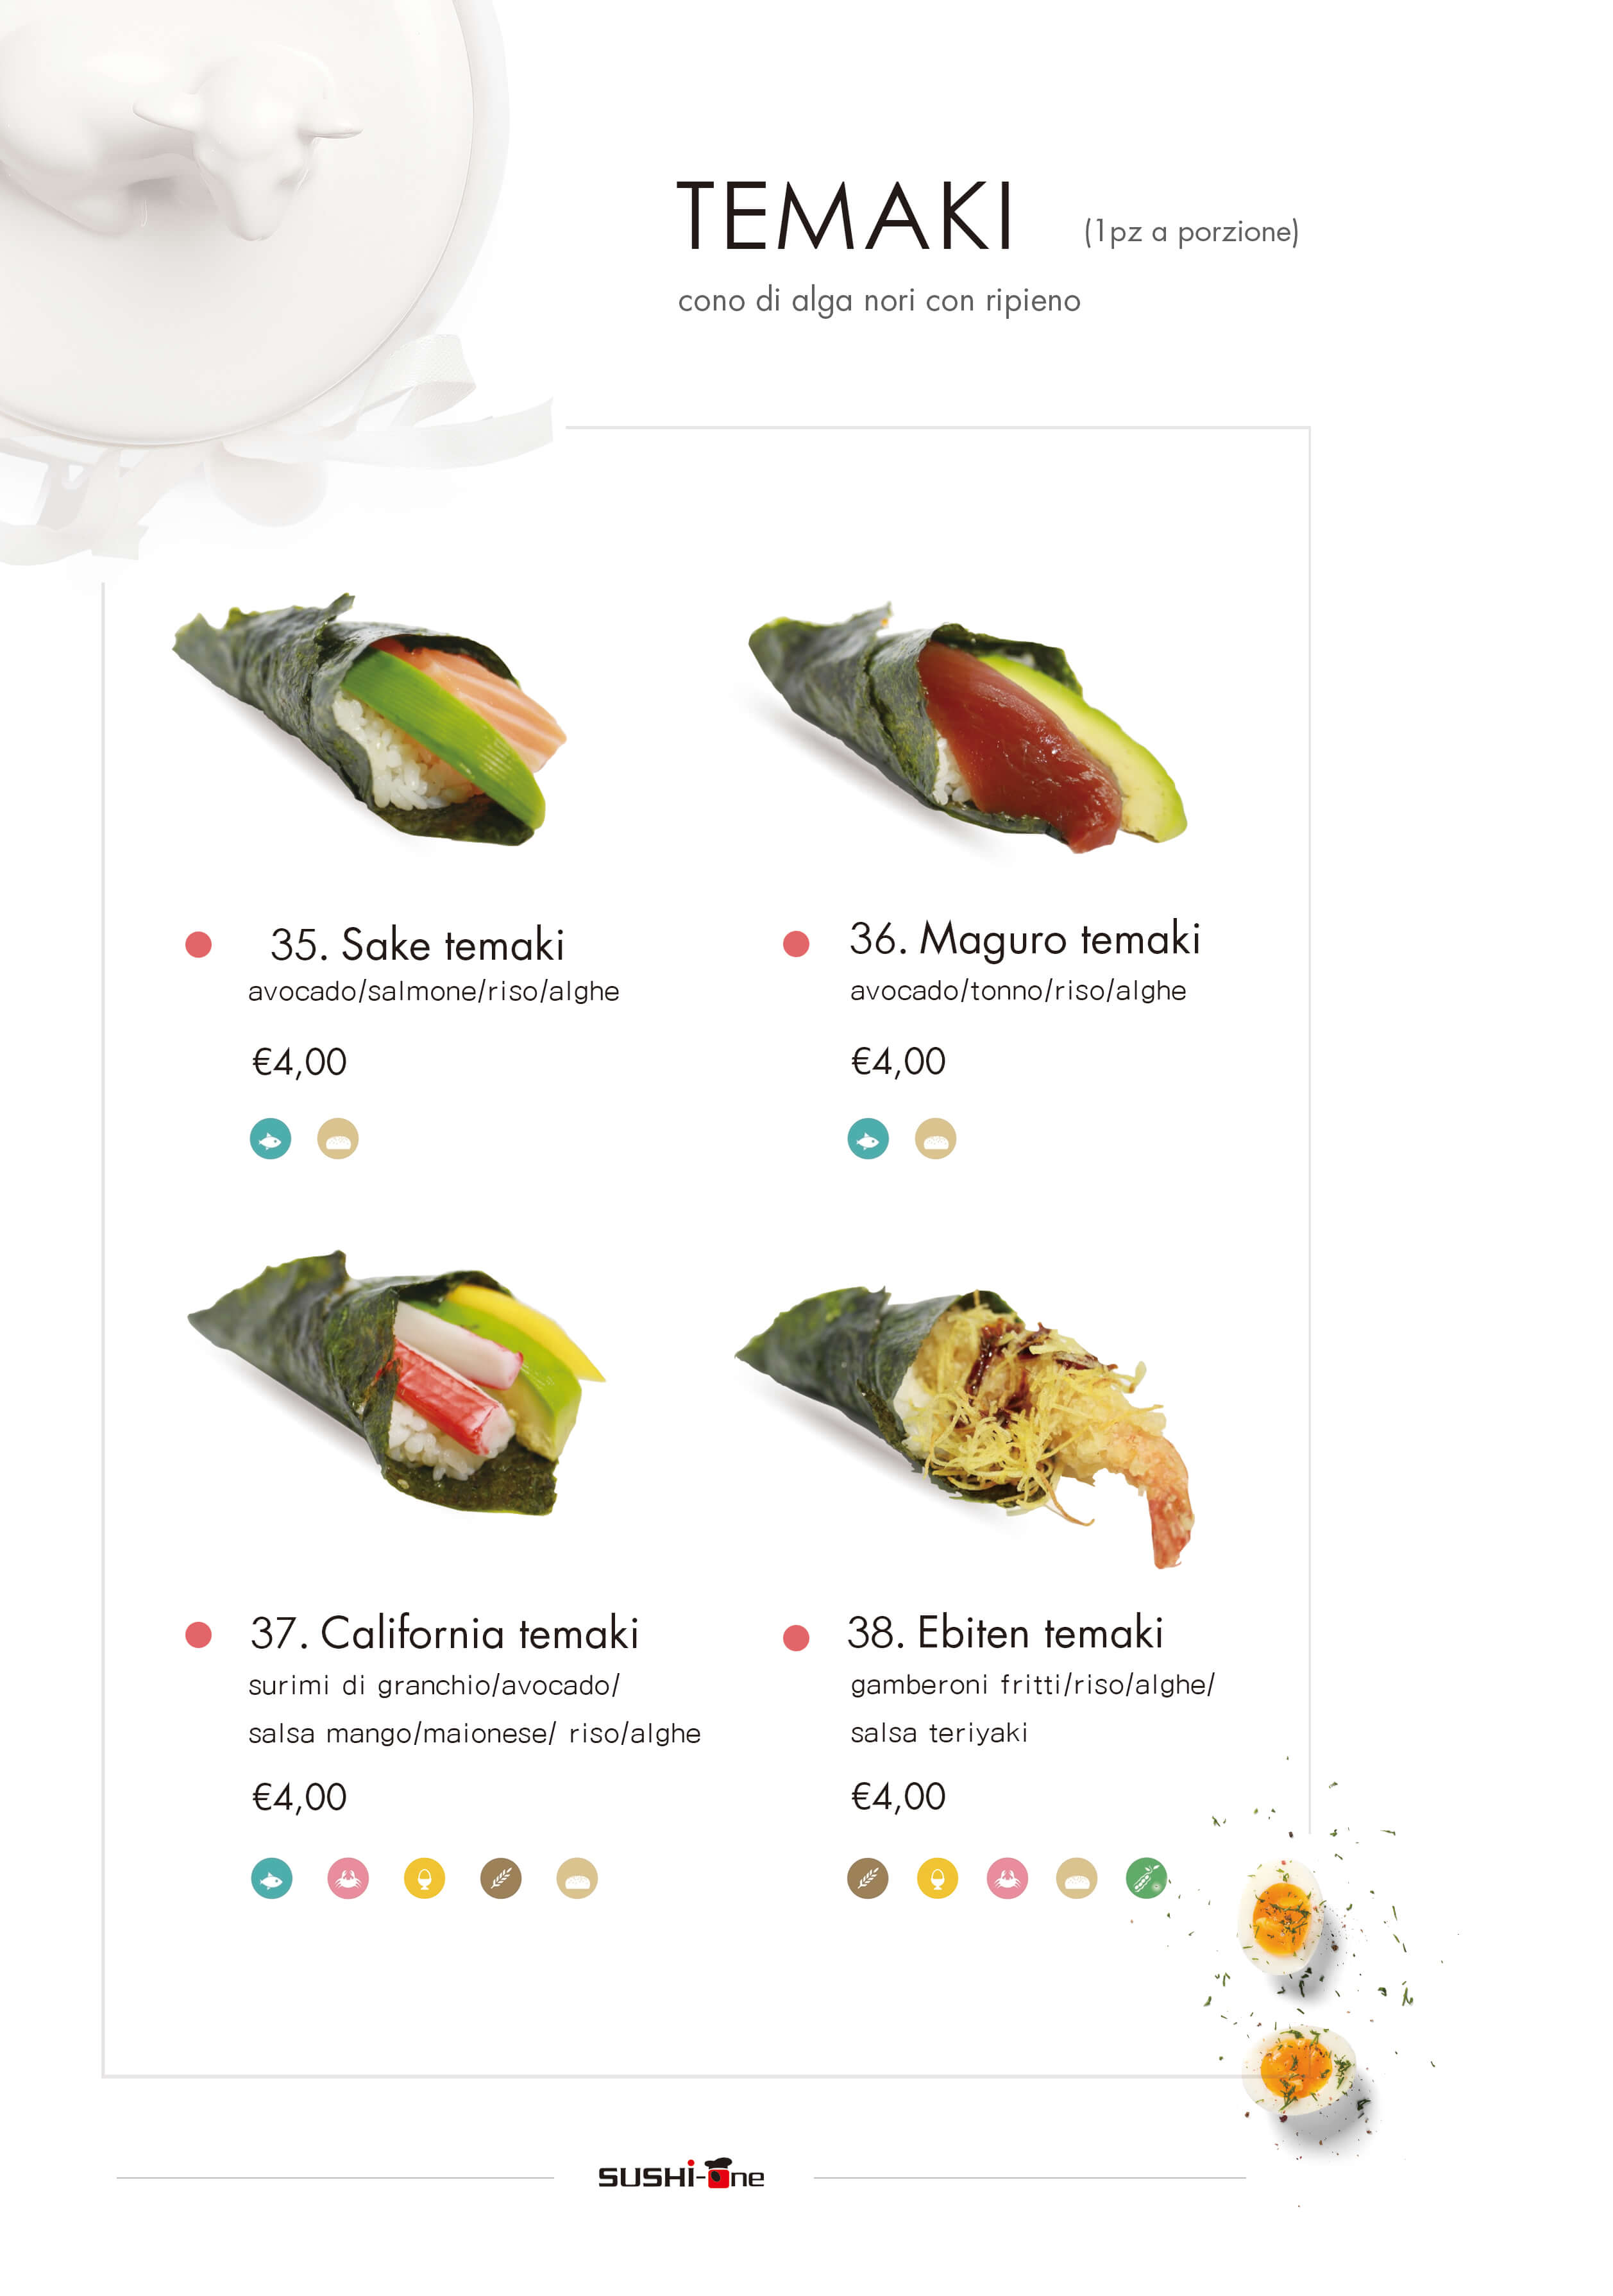 TEMAKI (1pz a porzione)
cono di alga nori con ripieno
35. Sake temaki
avocado/salmone/riso/alghe
€4,00
36. Maguro temaki
avocado/tonno/riso/alghe
€4,00
37. California temaki
surimi di granchio/avocado/
salsa mango/maionese/ riso/alghe
€4,00
38. Ebiten temaki
gamberoni fritti/riso/alghe/
salsa teriyaki
€4,00
SUSHi-One